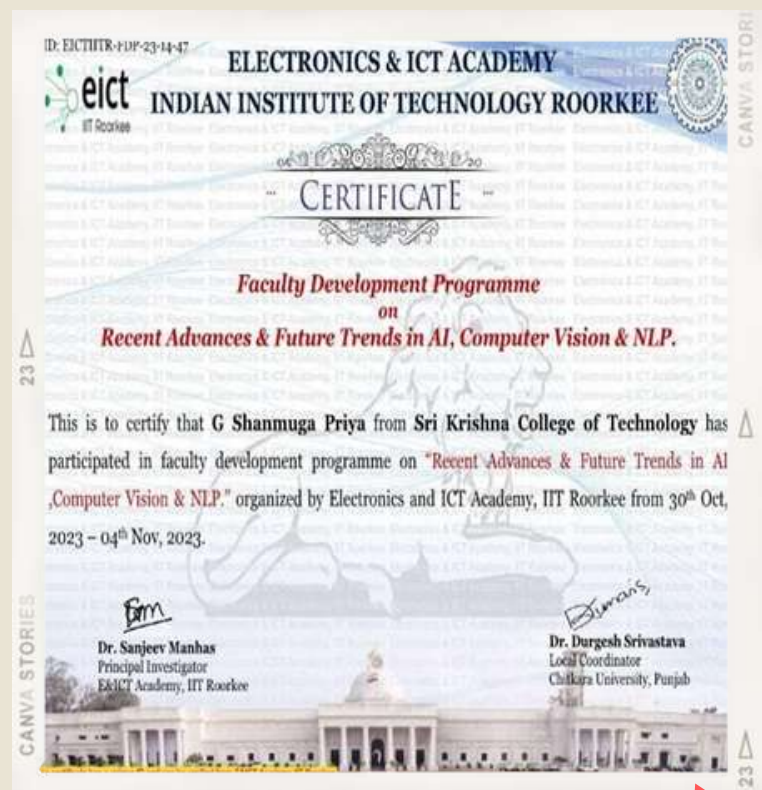 ID: EICTIITR-FDP-23-14-47
ELECTRONICS & ICT ACADEMY
eict
INDIAN INSTITUTE OF TECHNOLOGY ROORKEE
IIT Roorkee
CERTIFICATE
Faculty Development Programme
on
Recent Advances & Future Trends in AI, Computer Vision & NLP.
This is to certify that G Shanmuga Priya from Sri Krishna College of Technology has
participated in faculty development programme on "Recent Advances & Future Trends in AI
,Computer Vision & NLP." organized by Electronics and ICT Academy, IIT Roorkee from 30th Oct,
2023 – 04th Nov, 2023.
Dr. Sanjeev Manhas
Principal Investigator
E&ICT Academy, IIT Roorkee
Dr. Durgesh Srivastava
Local Coordinator
Chitkara University, Punjab
CANVA STORIES
23
CANVA STORI
23